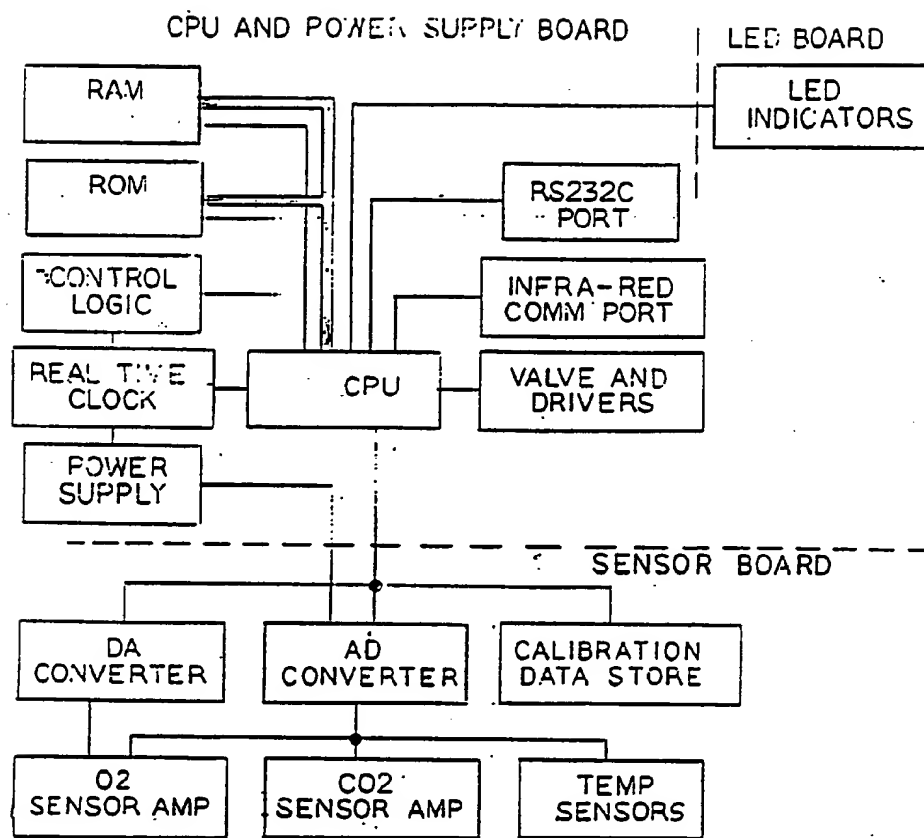 CPU AND POWER SUPPLY BOARD
LED BOARD
RAM
LED
INDICATORS
ROM
RS232C
PORT
CONTROL
LOGIC
INFRA-RED
COMM PORT
REAL TIME
CLOCK
CPU
VALVE AND
DRIVERS
POWER
SUPPLY
SENSOR BOARD
DA
CONVERTER
AD
CONVERTER
CALIBRATION
DATA STORE
O2
SENSOR AMP
CO2
SENSOR AMP
TEMP
SENSORS